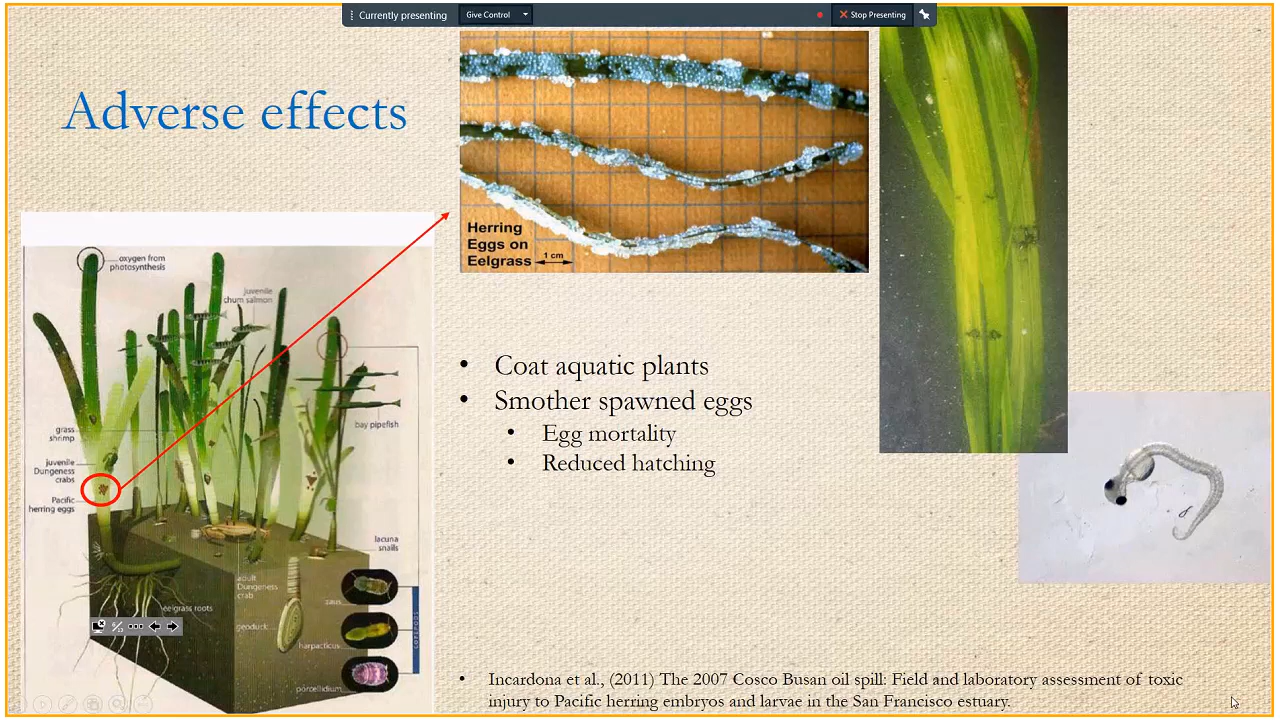 Currently presenting
Give Control
Stop Presenting
Adverse effects
Herring
Eggs on
Eelgrass
1 cm
oxygen from
photosynthesis
juvenile
chum salmon
bay pipefish
grass
shrimp
juvenile
Dungeness
crabs
Pacific
herring eggs
lacuna
snails
adult
Dungeness
crab
eelgrass roots
geoduck
zaus
harpacticus
porcellidium
COPEPODS
• Coat aquatic plants
• Smother spawned eggs
• Egg mortality
• Reduced hatching
• Incardona et al., (2011) The 2007 Cosco Busan oil spill: Field and laboratory assessment of toxic
injury to Pacific herring embryos and larvae in the San Francisco estuary.